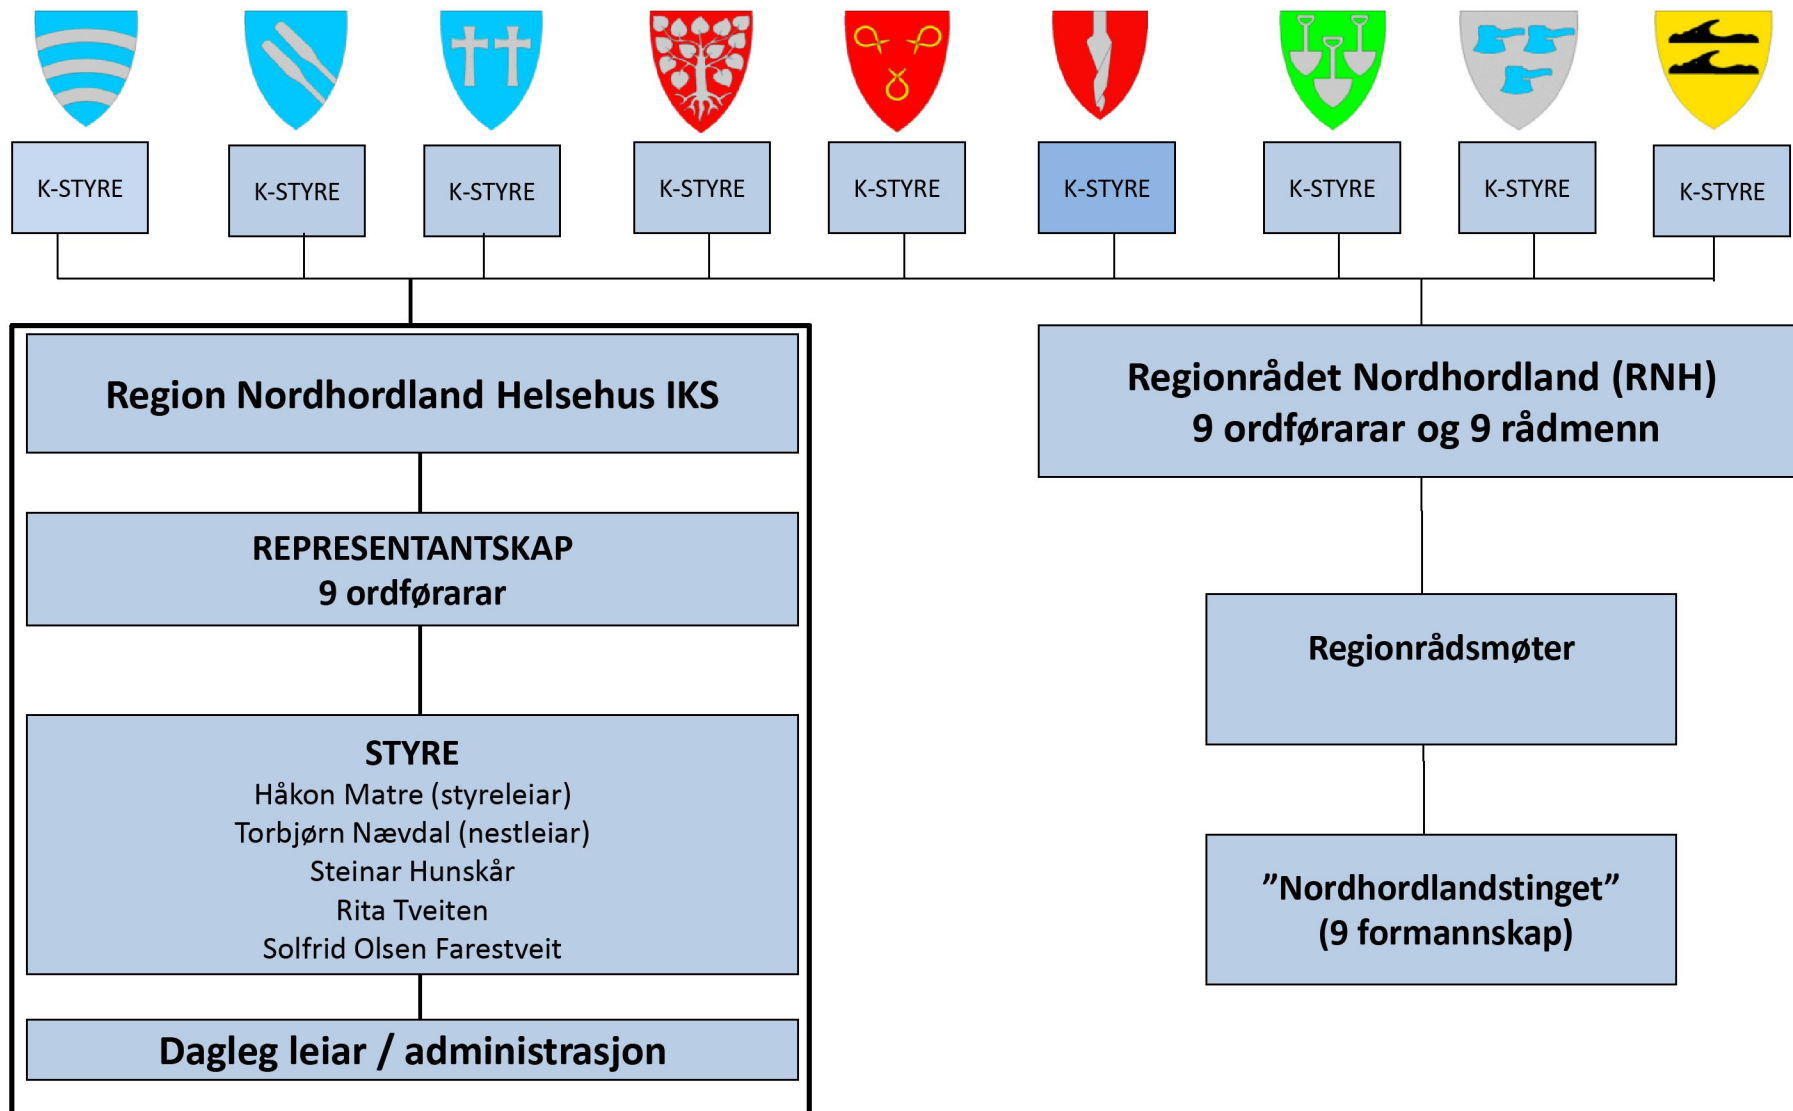 K-STYRE
K-STYRE
K-STYRE
K-STYRE
K-STYRE
K-STYRE
K-STYRE
K-STYRE
K-STYRE
Region Nordhordland Helsehus IKS
REPRESENTANTSKAP
9 ordførarar
STYRE
Håkon Matre (styreleiar)
Torbjørn Nævdal (nestleiar)
Steinar Hunskår
Rita Tveiten
Solfrid Olsen Farestveit
Dagleg leiar / administrasjon
Regionrådet Nordhordland (RNH)
9 ordførarar og 9 rådmenn
Regionrådsmøter
”Nordhordlandstinget”
(9 formannskap)